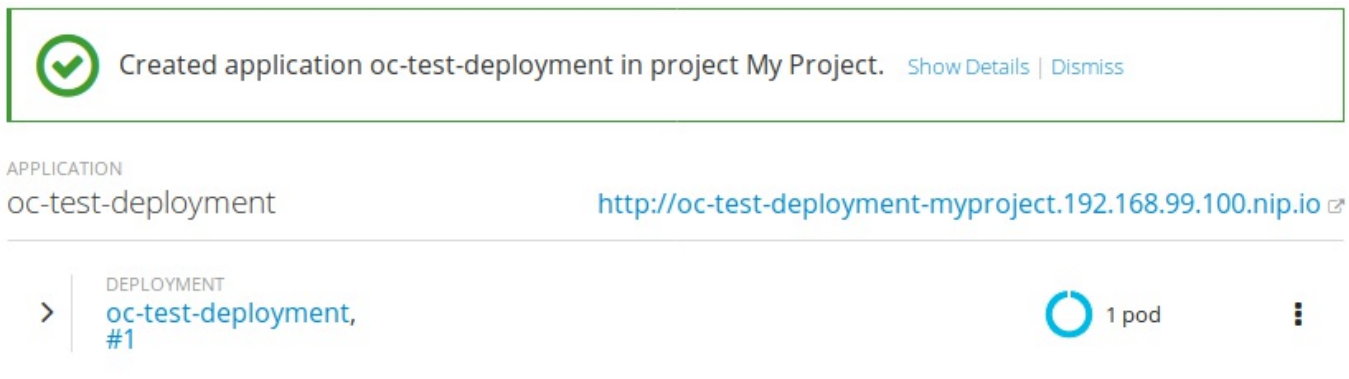 Created application oc-test-deployment in project My Project. Show Details | Dismiss
APPLICATION
oc-test-deployment http://oc-test-deployment-myproject.192.168.99.100.nip.io
DEPLOYMENT
oc-test-deployment,
#1
1 pod